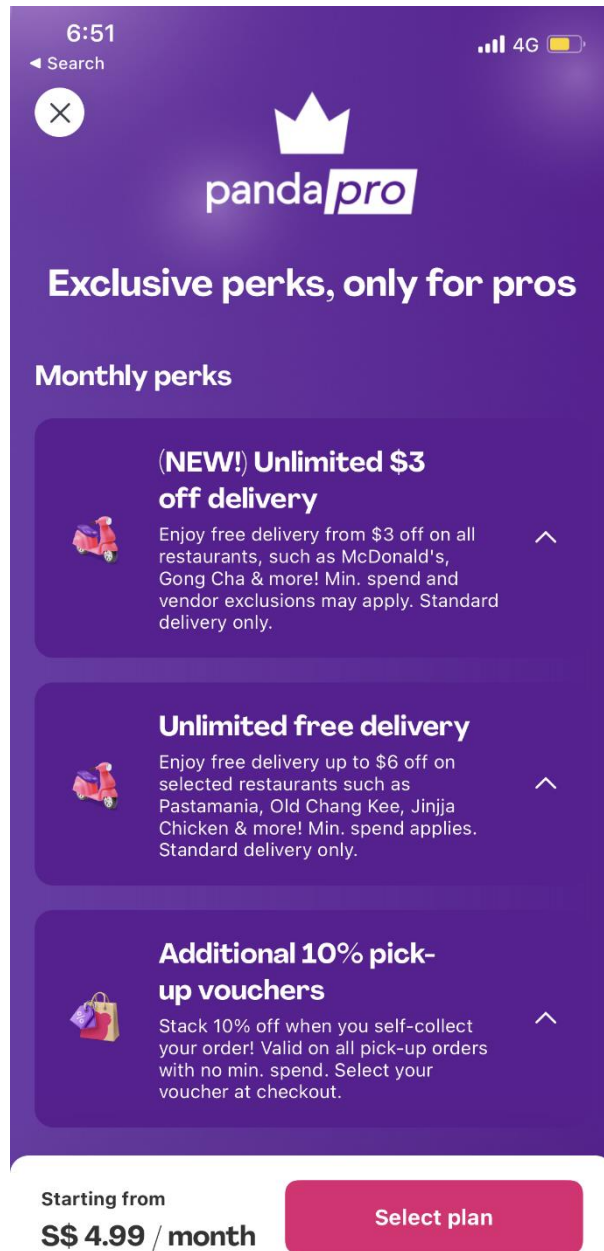 6:51
4G
◀ Search
pandapro
Exclusive perks, only for pros
Monthly perks
(NEW!) Unlimited $3
off delivery
Enjoy free delivery from $3 off on all
restaurants, such as McDonald's,
Gong Cha & more! Min. spend and
vendor exclusions may apply. Standard
delivery only.
Unlimited free delivery
Enjoy free delivery up to $6 off on
selected restaurants such as
Pastamania, Old Chang Kee, Jinjja
Chicken & more! Min. spend applies.
Standard delivery only.
%
Additional 10% pick-
up vouchers
Stack 10% off when you self-collect
your order! Valid on all pick-up orders
with no min. spend. Select your
voucher at checkout.
Starting from
S$ 4.99 / month
Select plan